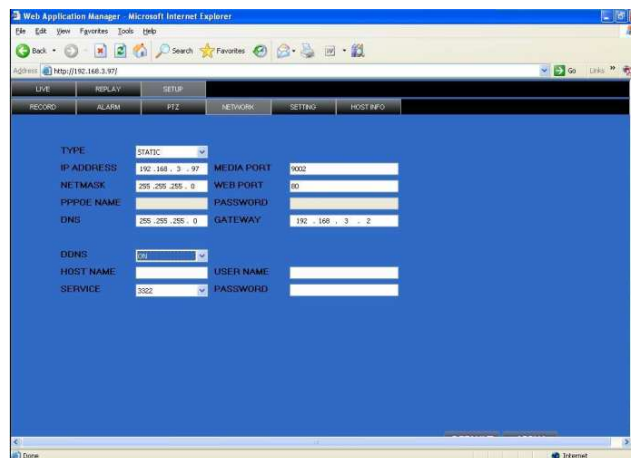 Web Application Manager - Microsoft Internet Explorer
File Edit View Favorites Tools Help
Back Search Favorites
Address http://192.168.3.97/ Go Links »
LIVE REPLAY SETUP
RECORD ALARM PTZ NETWORK SETTING HOST INFO
TYPE STATIC
IP ADDRESS 192 .168 . 3 . 97 MEDIA PORT 9002
NETMASK 255 .255 .255 . 0 WEB PORT 80
PPPOE NAME PASSWORD
DNS 255 .255 .255 . 0 GATEWAY 192 . 168 . 3 . 2
DDNS ON
HOST NAME USER NAME
SERVICE 3322 PASSWORD
Done Internet